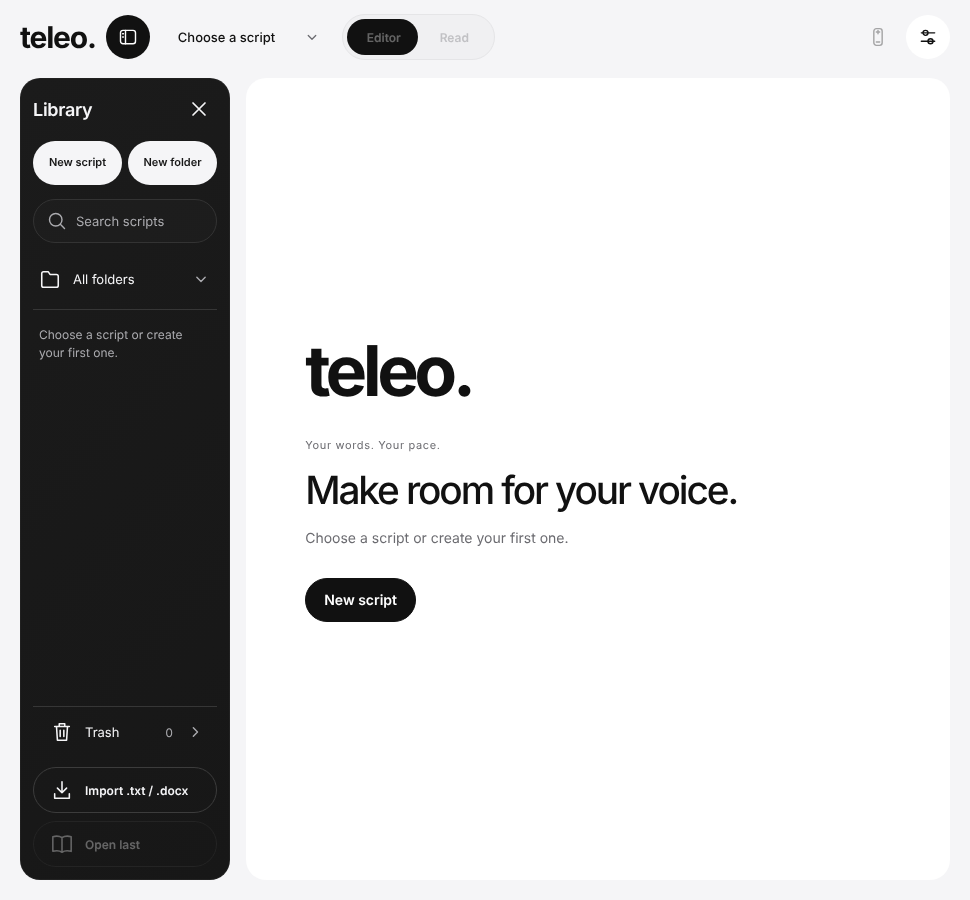 teleo.
Choose a script
Editor
Read
Library
New script
New folder
Search scripts
All folders
Choose a script or create
your first one.
Trash
0
Import .txt / .docx
Open last
teleo.
Your words. Your pace.
Make room for your voice.
Choose a script or create your first one.
New script